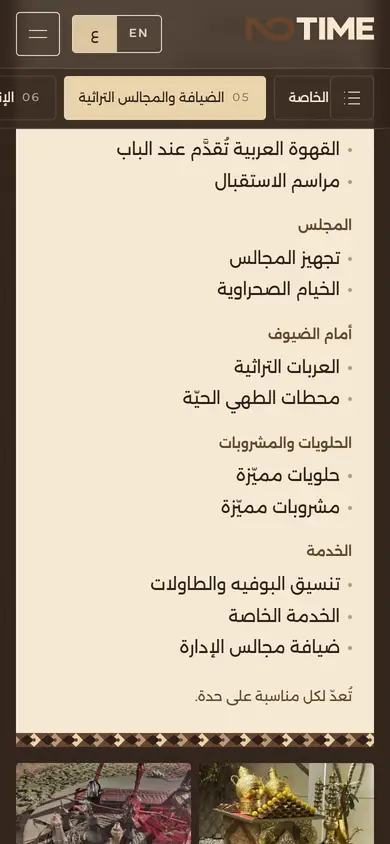 NOTIME
ع EN
الخاصة
05 الضيافة والمجالس التراثية
06
القهوة العربية تُقدَّم عند الباب
مراسم الاستقبال
المجلس
تجهيز المجالس
الخيام الصحراوية
أمام الضيوف
العربات التراثية
محطات الطهي الحيّة
الحلويات والمشروبات
حلويات مميّزة
مشروبات مميّزة
الخدمة
تنسيق البوفيه والطاولات
الخدمة الخاصة
ضيافة مجالس الإدارة
تُعدّ لكل مناسبة على حدة.